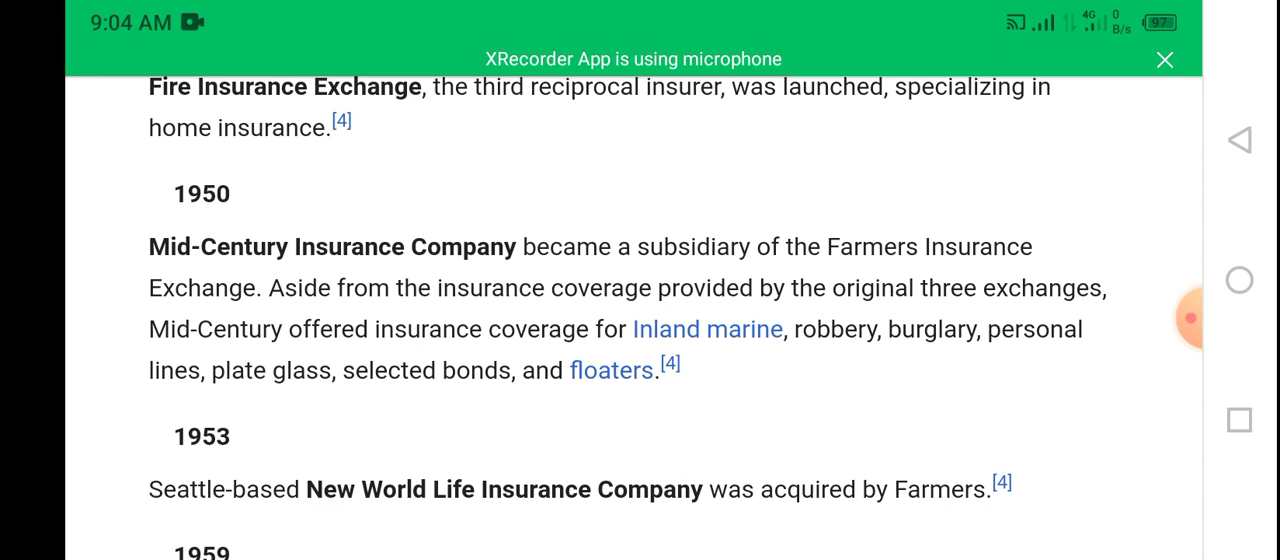 9:04 AM
4G 0 B/s 97
XRecorder App is using microphone
Fire Insurance Exchange, the third reciprocal insurer, was launched, specializing in
home insurance.[4]
1950
Mid-Century Insurance Company became a subsidiary of the Farmers Insurance
Exchange. Aside from the insurance coverage provided by the original three exchanges,
Mid-Century offered insurance coverage for Inland marine, robbery, burglary, personal
lines, plate glass, selected bonds, and floaters.[4]
1953
Seattle-based New World Life Insurance Company was acquired by Farmers.[4]
1959